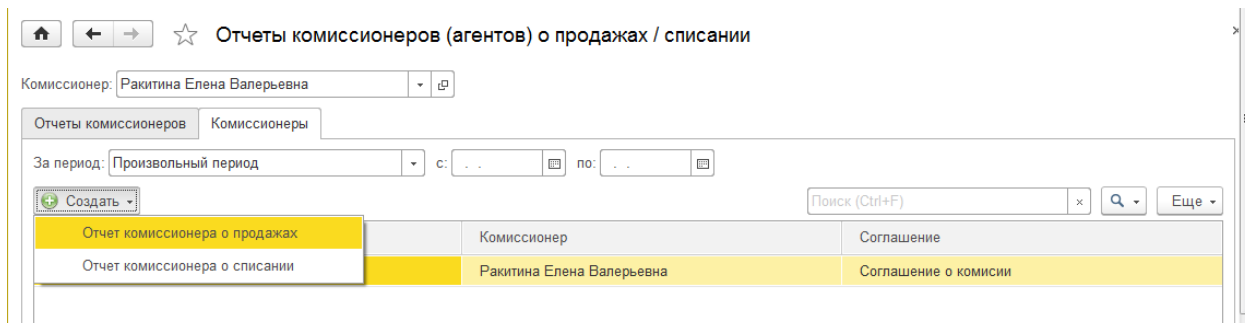 Отчеты комиссионеров (агентов) о продажах / списании
Комиссионер: Ракитина Елена Валерьевна
Отчеты комиссионеров Комиссионеры
За период: Произвольный период с: . . по: . .
Создать Поиск (Ctrl+F) × Еще
Отчет комиссионера о продажах Комиссионер Соглашение
Отчет комиссионера о списании Ракитина Елена Валерьевна Соглашение о комисии